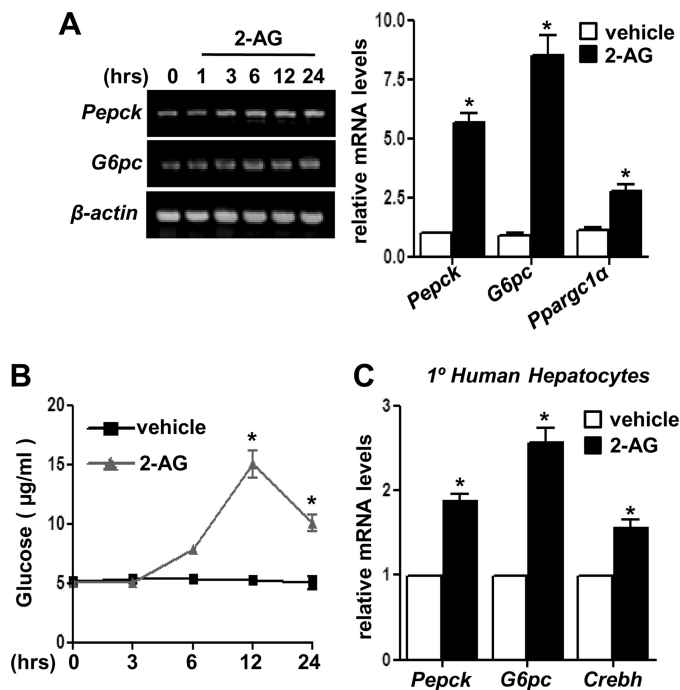 A
2-AG
(hrs) 0 1 3 6 12 24
Pepck
G6pc
β-actin
relative mRNA levels
10.0
7.5
5.0
2.5
0.0
vehicle
2-AG
*
*
*
Pepck
G6pc
Ppargc1α
B
Glucose ( µg/ml )
20
15
10
5
0
vehicle
2-AG
*
*
(hrs) 0 3 6 12 24
C
1º Human Hepatocytes
relative mRNA levels
3
2
1
0
vehicle
2-AG
*
*
*
Pepck G6pc Crebh